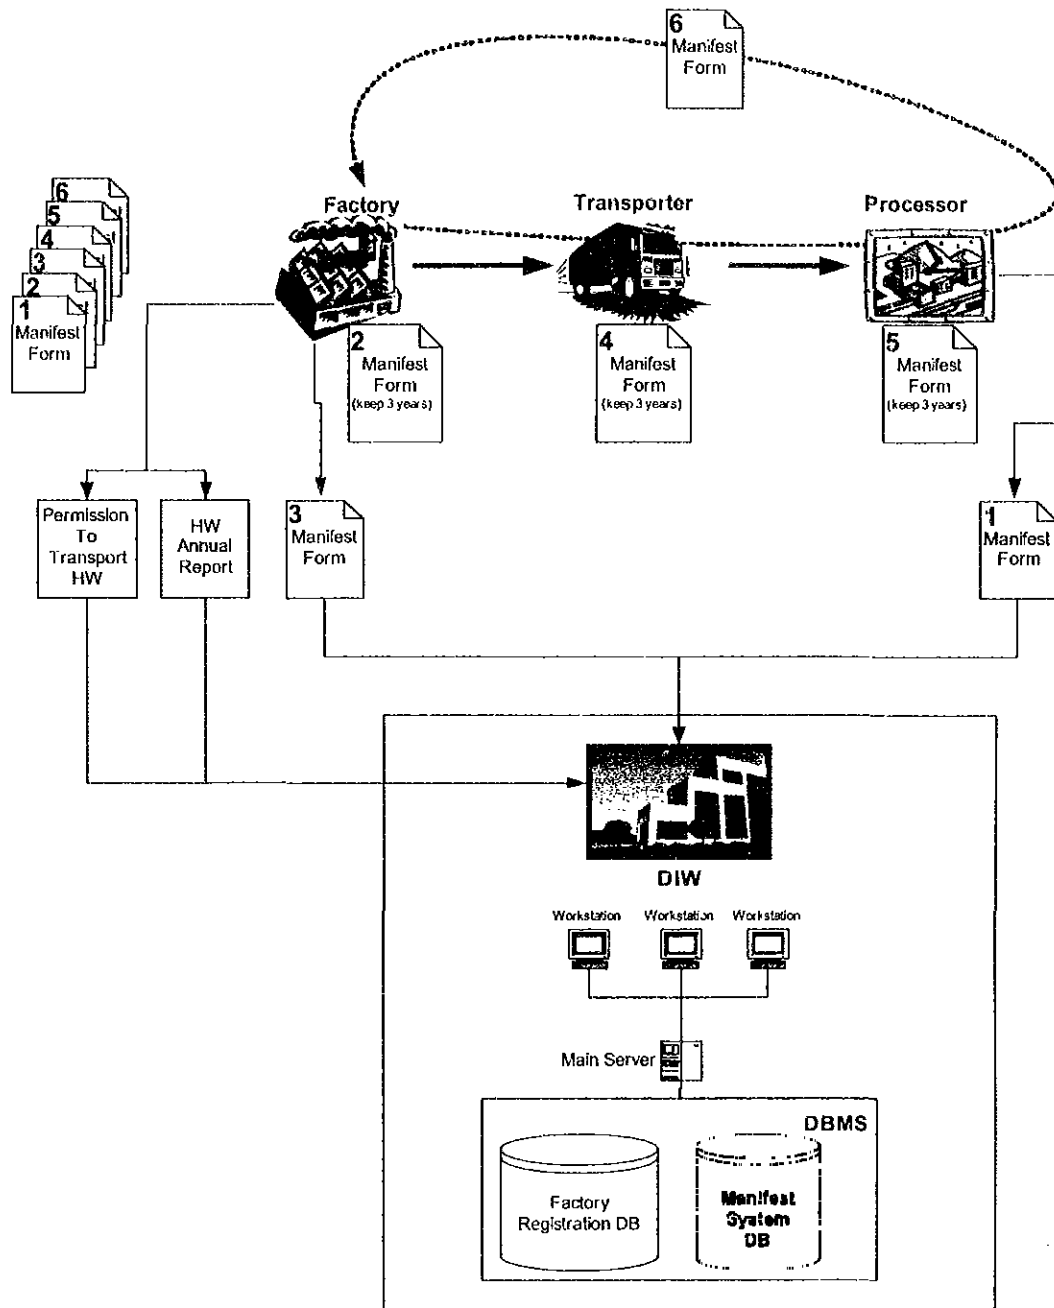 6
Manifest
Form
6
5
4
3
2
1
Manifest
Form
Factory
Transporter
Processor
2
Manifest
Form
(keep 3 years)
4
Manifest
Form
(keep 3 years)
5
Manifest
Form
(keep 3 years)
Permission
To
Transport
HW
HW
Annual
Report
3
Manifest
Form
1
Manifest
Form
DIW
Workstation
Workstation
Workstation
Main Server
DBMS
Factory
Registration DB
Manifest
System
DB